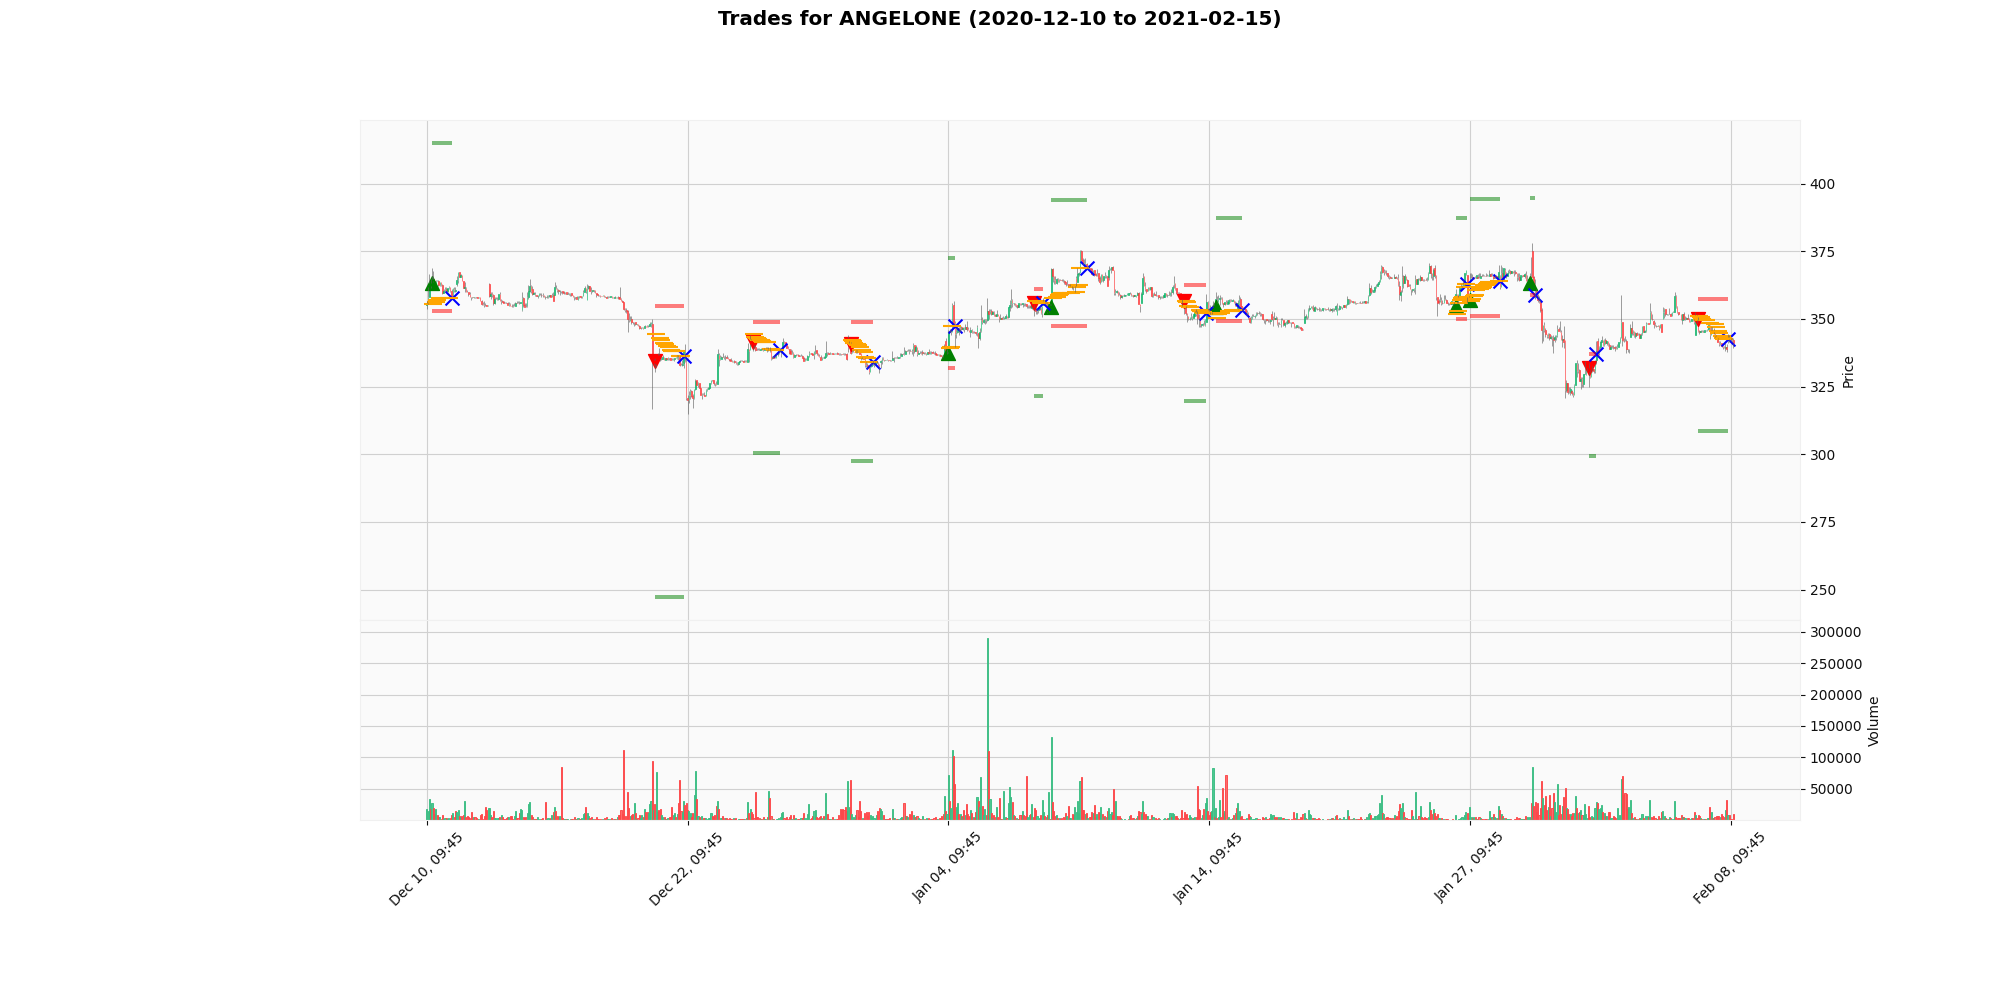 Trades for ANGELONE (2020-12-10 to 2021-02-15)
400
375
350
325
300
275
250
Price
300000
250000
200000
150000
100000
50000
Volume
Dec 10, 09:45
Dec 22, 09:45
Jan 04, 09:45
Jan 14, 09:45
Jan 27, 09:45
Feb 08, 09:45